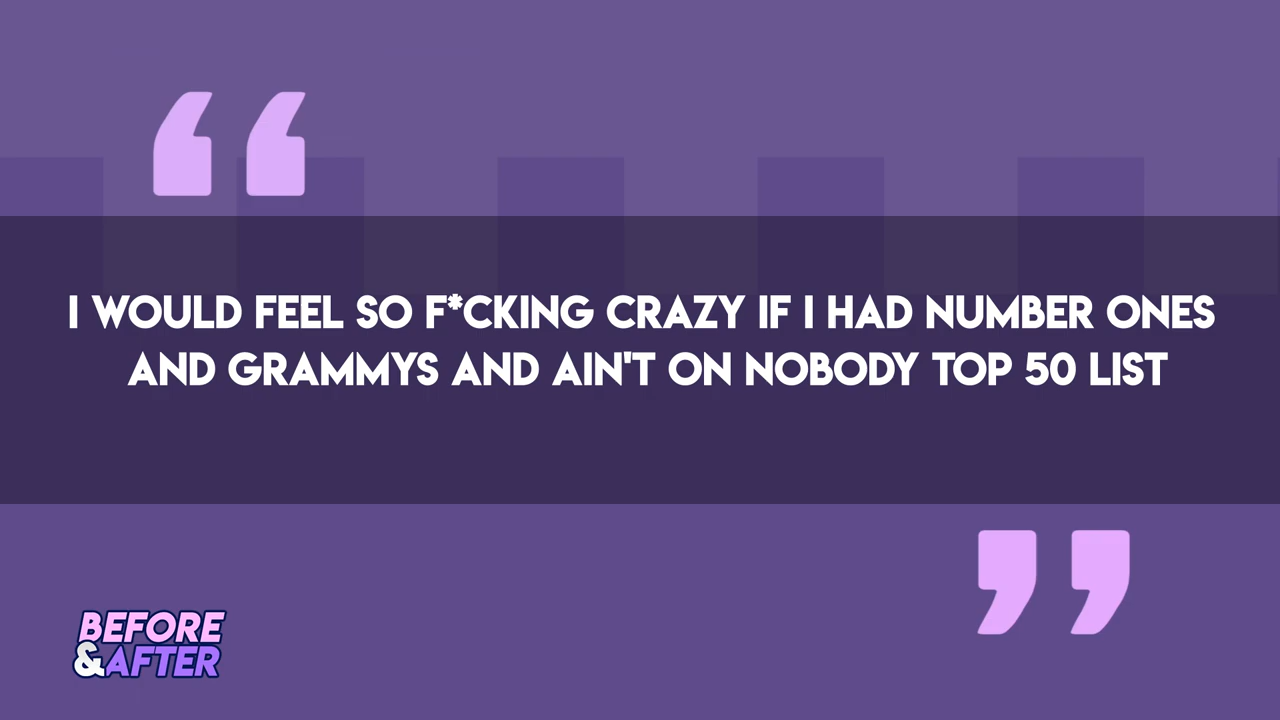 “
I WOULD FEEL SO F*CKING CRAZY IF I HAD NUMBER ONES
AND GRAMMYS AND AIN'T ON NOBODY TOP 50 LIST
”
BEFORE
&AFTER